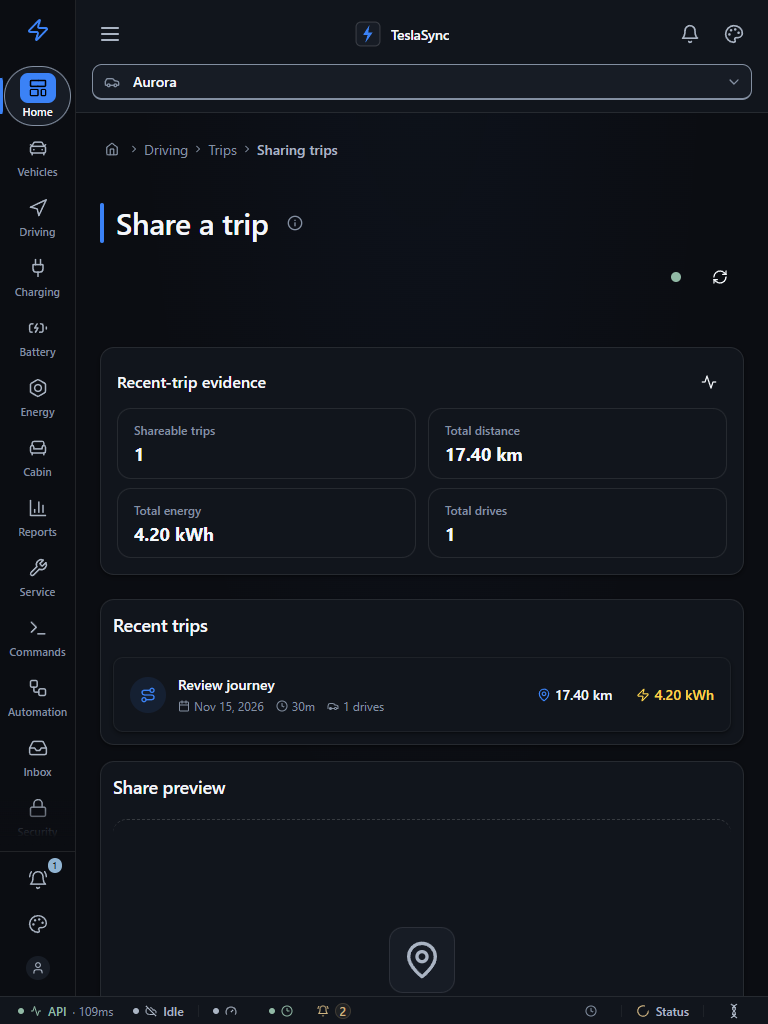 TeslaSync
Aurora
Home
Vehicles
Driving
Charging
Battery
Energy
Cabin
Reports
Service
Commands
Automation
Inbox
Security
1
Driving > Trips > Sharing trips
Share a trip
Recent-trip evidence
Shareable trips
1
Total distance
17.40 km
Total energy
4.20 kWh
Total drives
1
Recent trips
Review journey
Nov 15, 2026 30m 1 drives
17.40 km 4.20 kWh
Share preview
API · 109ms Idle 2 Status